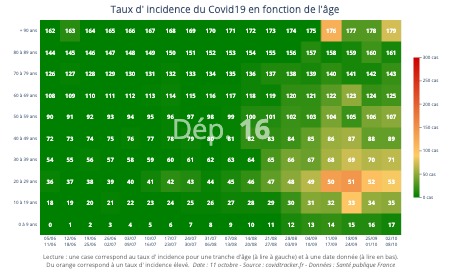 Taux d' incidence du Covid19 en fonction de l'âge
+ 90 ans 162 163 164 165 166 167 168 169 170 171 172 173 174 175 176 177 178 179
80 à 89 ans 144 145 146 147 148 149 150 151 152 153 154 155 156 157 158 159 160 161
70 à 79 ans 126 127 128 129 130 131 132 133 134 135 136 137 138 139 140 141 142 143
60 à 69 ans 108 109 110 111 112 113 114 115 116 117 118 119 120 121 122 123 124 125
50 à 59 ans 90 91 92 93 94 95 96 97 98 99 100 101 102 103 104 105 106 107
Dép. 16
40 à 49 ans 72 73 74 75 76 77 78 83 84 85 86 87 88 89
30 à 39 ans 54 55 56 57 58 59 60 61 62 63 64 65 66 67 68 69 70 71
20 à 29 ans 36 37 38 39 40 41 42 43 44 45 46 47 48 49 50 51 52 53
10 à 19 ans 18 19 20 21 22 23 24 25 26 27 28 29 30 31 32 33 34 35
0 à 9 ans 0 1 2 3 4 5 6 7 8 9 10 11 12 13 14 15 16 17
300 cas
250 cas
200 cas
150 cas
100 cas
50 cas
0 cas
Lecture : une case correspond au taux d' incidence pour une tranche d'âge (à lire à gauche) et à une date donnée (à lire en bas).
Du orange correspond à un taux d' incidence élevé. Date : 11 octobre - Source : covidtracker.fr - Données : Santé publique France